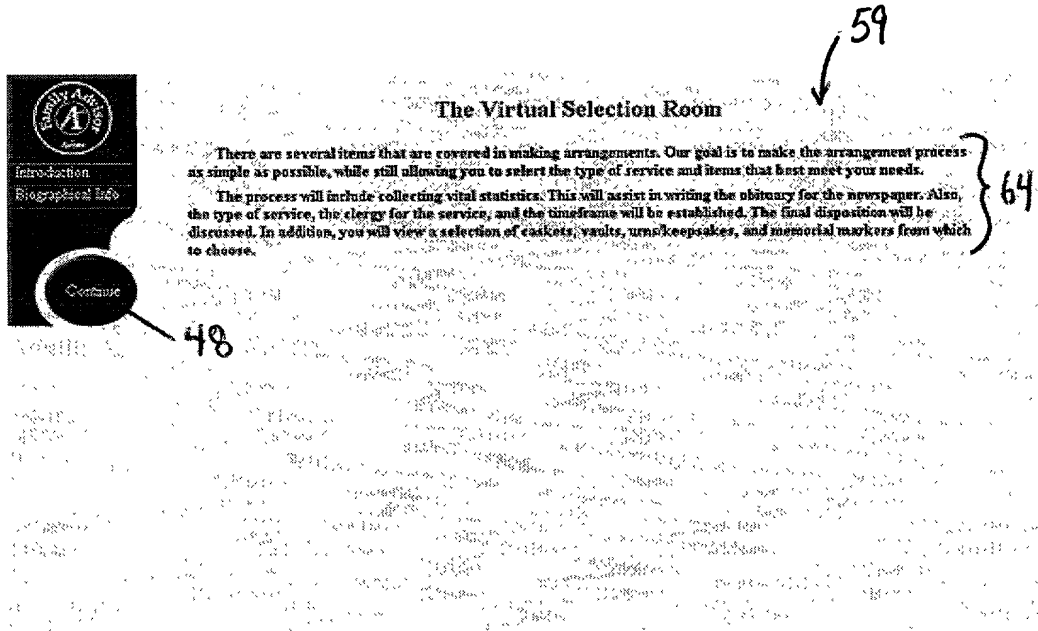 59
Family Advisor
The Virtual Selection Room
There are several items that are covered in making arrangements. Our goal is to make the arrangement process
as simple as possible, while still allowing you to select the type of service and items that best meet your needs.
The process will include collecting vital statistics. This will assist in writing the obituary for the newspaper. Also,
the type of service, the clergy for the service, and the timeframe will be established. The final disposition will be
discussed. In addition, you will view a selection of caskets, vaults, urns/keepsakes, and memorial markers from which
to choose.
64
Introduction
Biographical Info
Continue
48